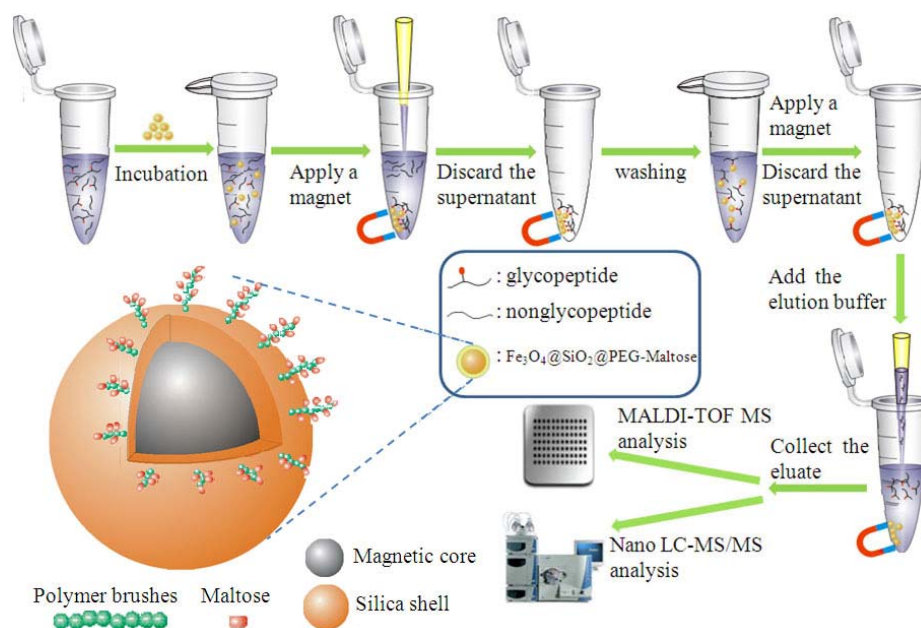 Incubation
Apply a
magnet
Discard the
supernatant
washing
Apply a
magnet
Discard the
supernatant
Add the
elution buffer
: glycopeptide
: nonglycopeptide
: Fe₃O₄@SiO₂@PEG-Maltose
MALDI-TOF MS
analysis
Collect the
eluate
Nano LC-MS/MS
analysis
Magnetic core
Polymer brushes
Maltose
Silica shell